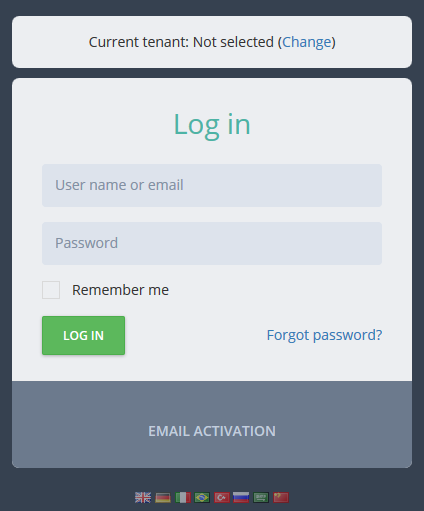 Current tenant: Not selected (Change)
Log in
User name or email
Password
Remember me
LOG IN Forgot password?
EMAIL ACTIVATION